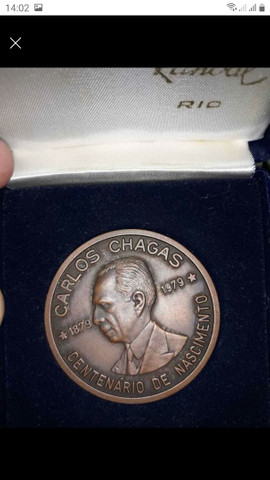 14:02
RIO
CARLOS CHAGAS
★ 1879
1979 ★
CENTENÁRIO DE NASCIMENTO